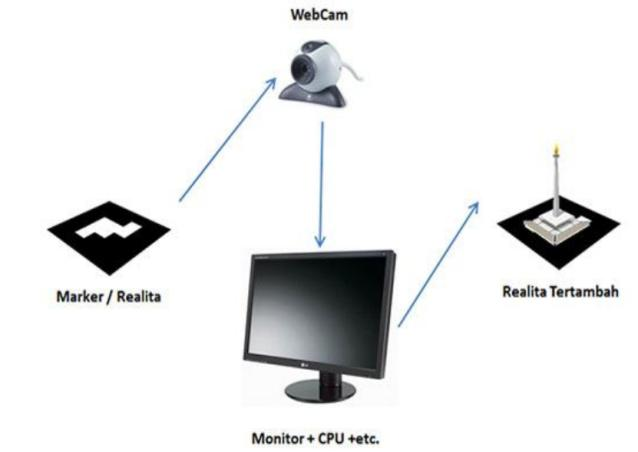 WebCam
Marker / Realita
Realita Tertambah
Monitor + CPU +etc.